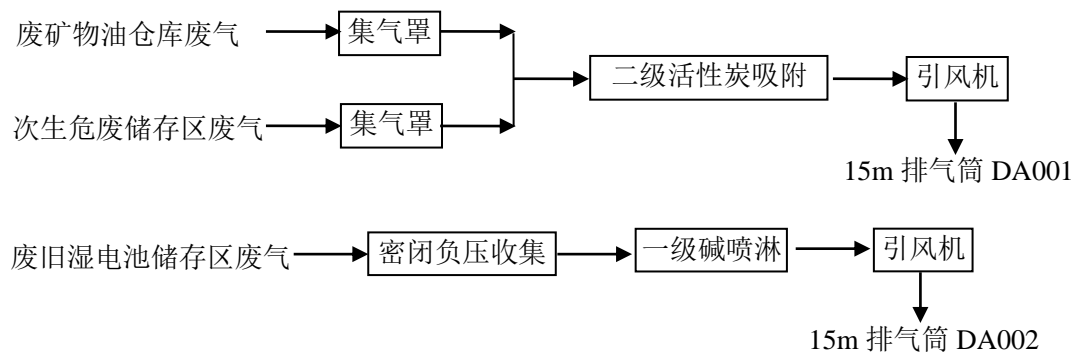 废矿物油仓库废气
集气罩
次生危废储存区废气
集气罩
二级活性炭吸附
引风机
15m 排气筒 DA001
废旧湿电池储存区废气
密闭负压收集
一级碱喷淋
引风机
15m 排气筒 DA002